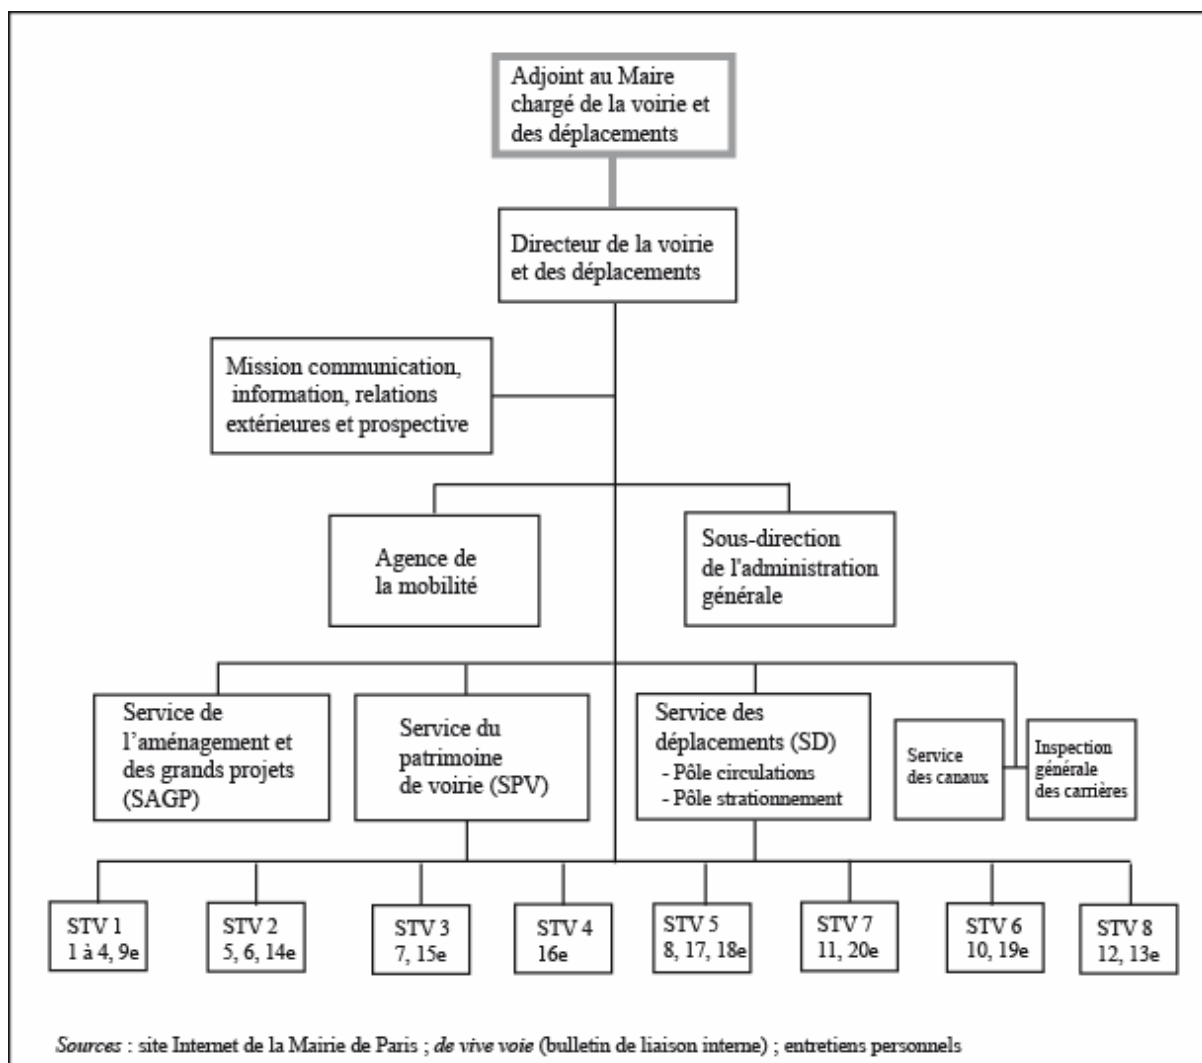 Adjoint au Maire
chargé de la voirie et
des déplacements
Directeur de la voirie
et des déplacements
Mission communication,
information, relations
extérieures et prospective
Agence de
la mobilité
Sous-direction
de l'administration
générale
Service de
l’aménagement et
des grands projets
(SAGP)
Service du
patrimoine
de voirie (SPV)
Service des
déplacements (SD)
- Pôle circulations
- Pôle strationnement
Service
des canaux
Inspection
générale
des carrières
STV 1
1 à 4, 9e
STV 2
5, 6, 14e
STV 3
7, 15e
STV 4
16e
STV 5
8, 17, 18e
STV 7
11, 20e
STV 6
10, 19e
STV 8
12, 13e
Sources : site Internet de la Mairie de Paris ; de vive voie (bulletin de liaison interne) ; entretiens personnels